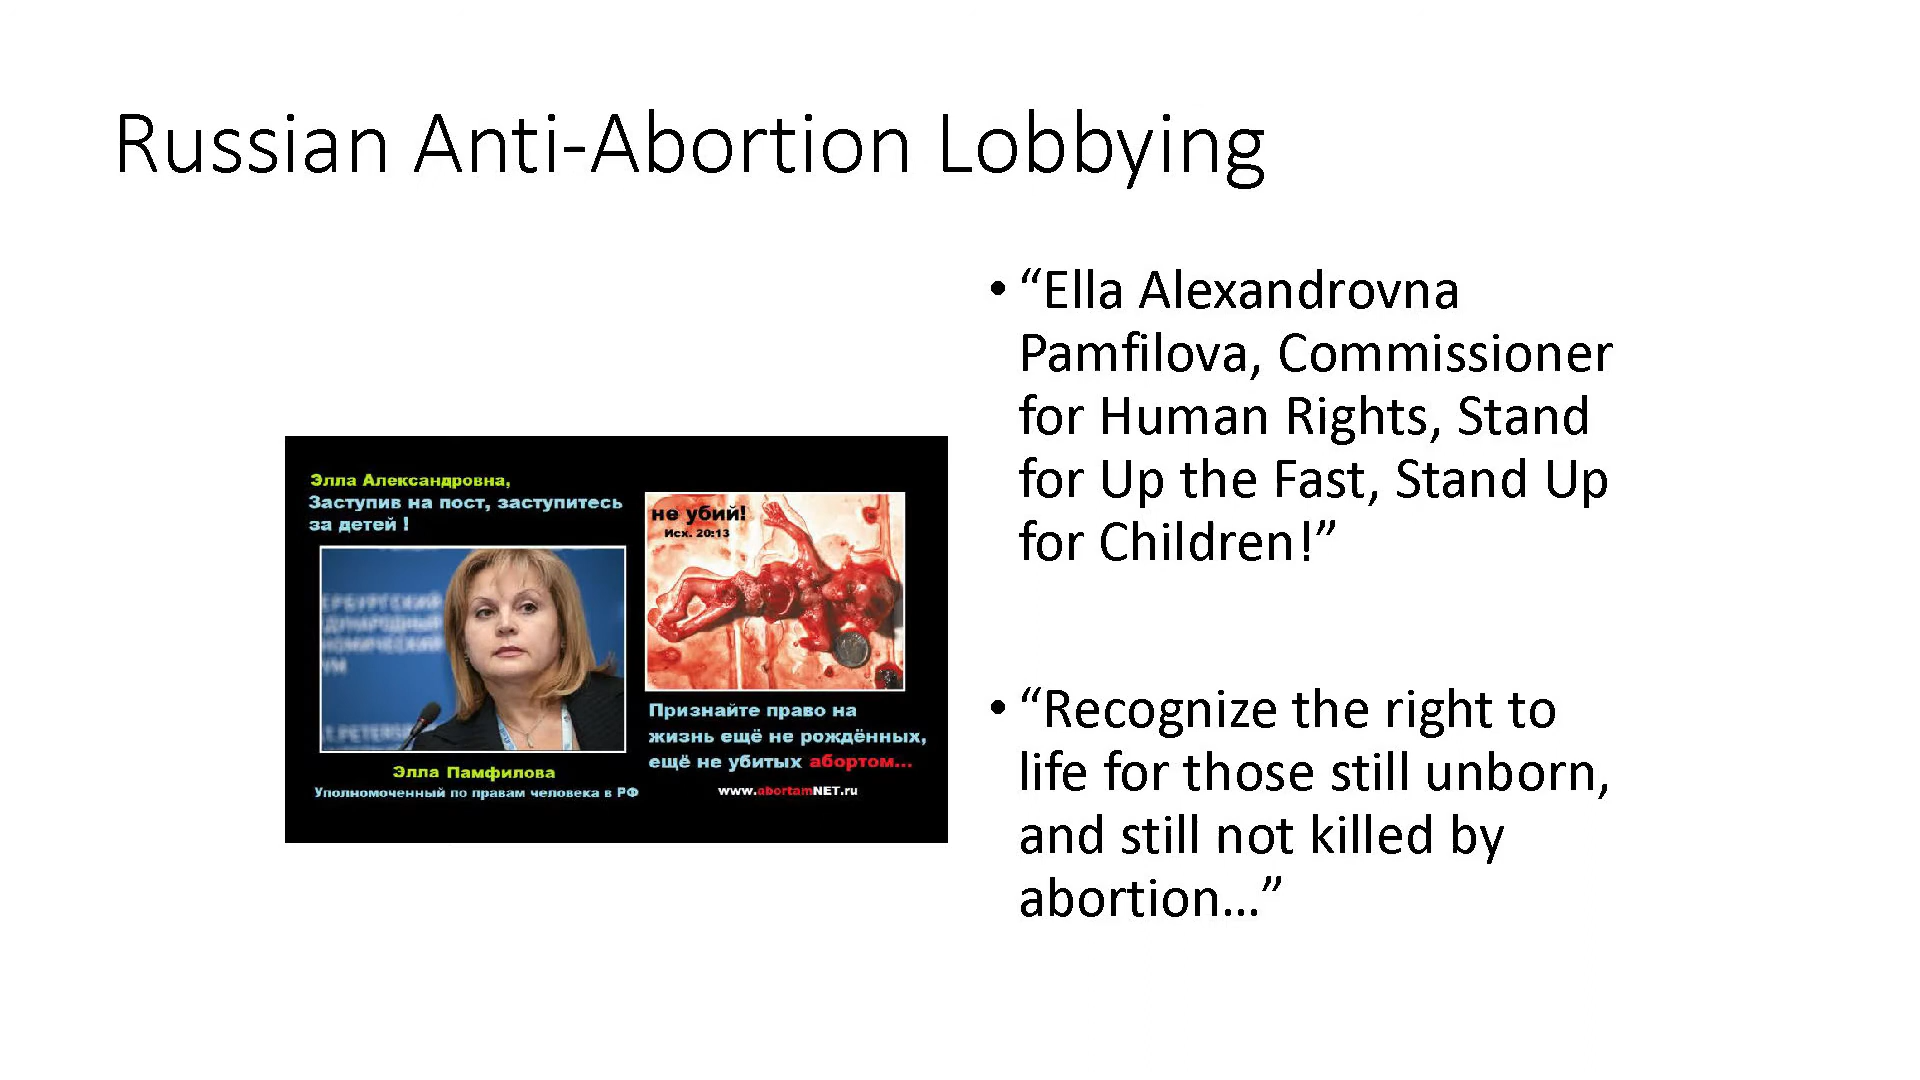 Russian Anti-Abortion Lobbying
• “Ella Alexandrovna
Pamfilova, Commissioner
for Human Rights, Stand
for Up the Fast, Stand Up
for Children!”
• “Recognize the right to
life for those still unborn,
and still not killed by
abortion…”
Элла Александровна,
Заступив на пост, заступитесь
за детей !
не убий!
Исх. 20:13
Элла Памфилова
Уполномоченный по правам человека в РФ
Признайте право на
жизнь ещё не рождённых,
ещё не убитых абортом...
www.abortamNET.ru